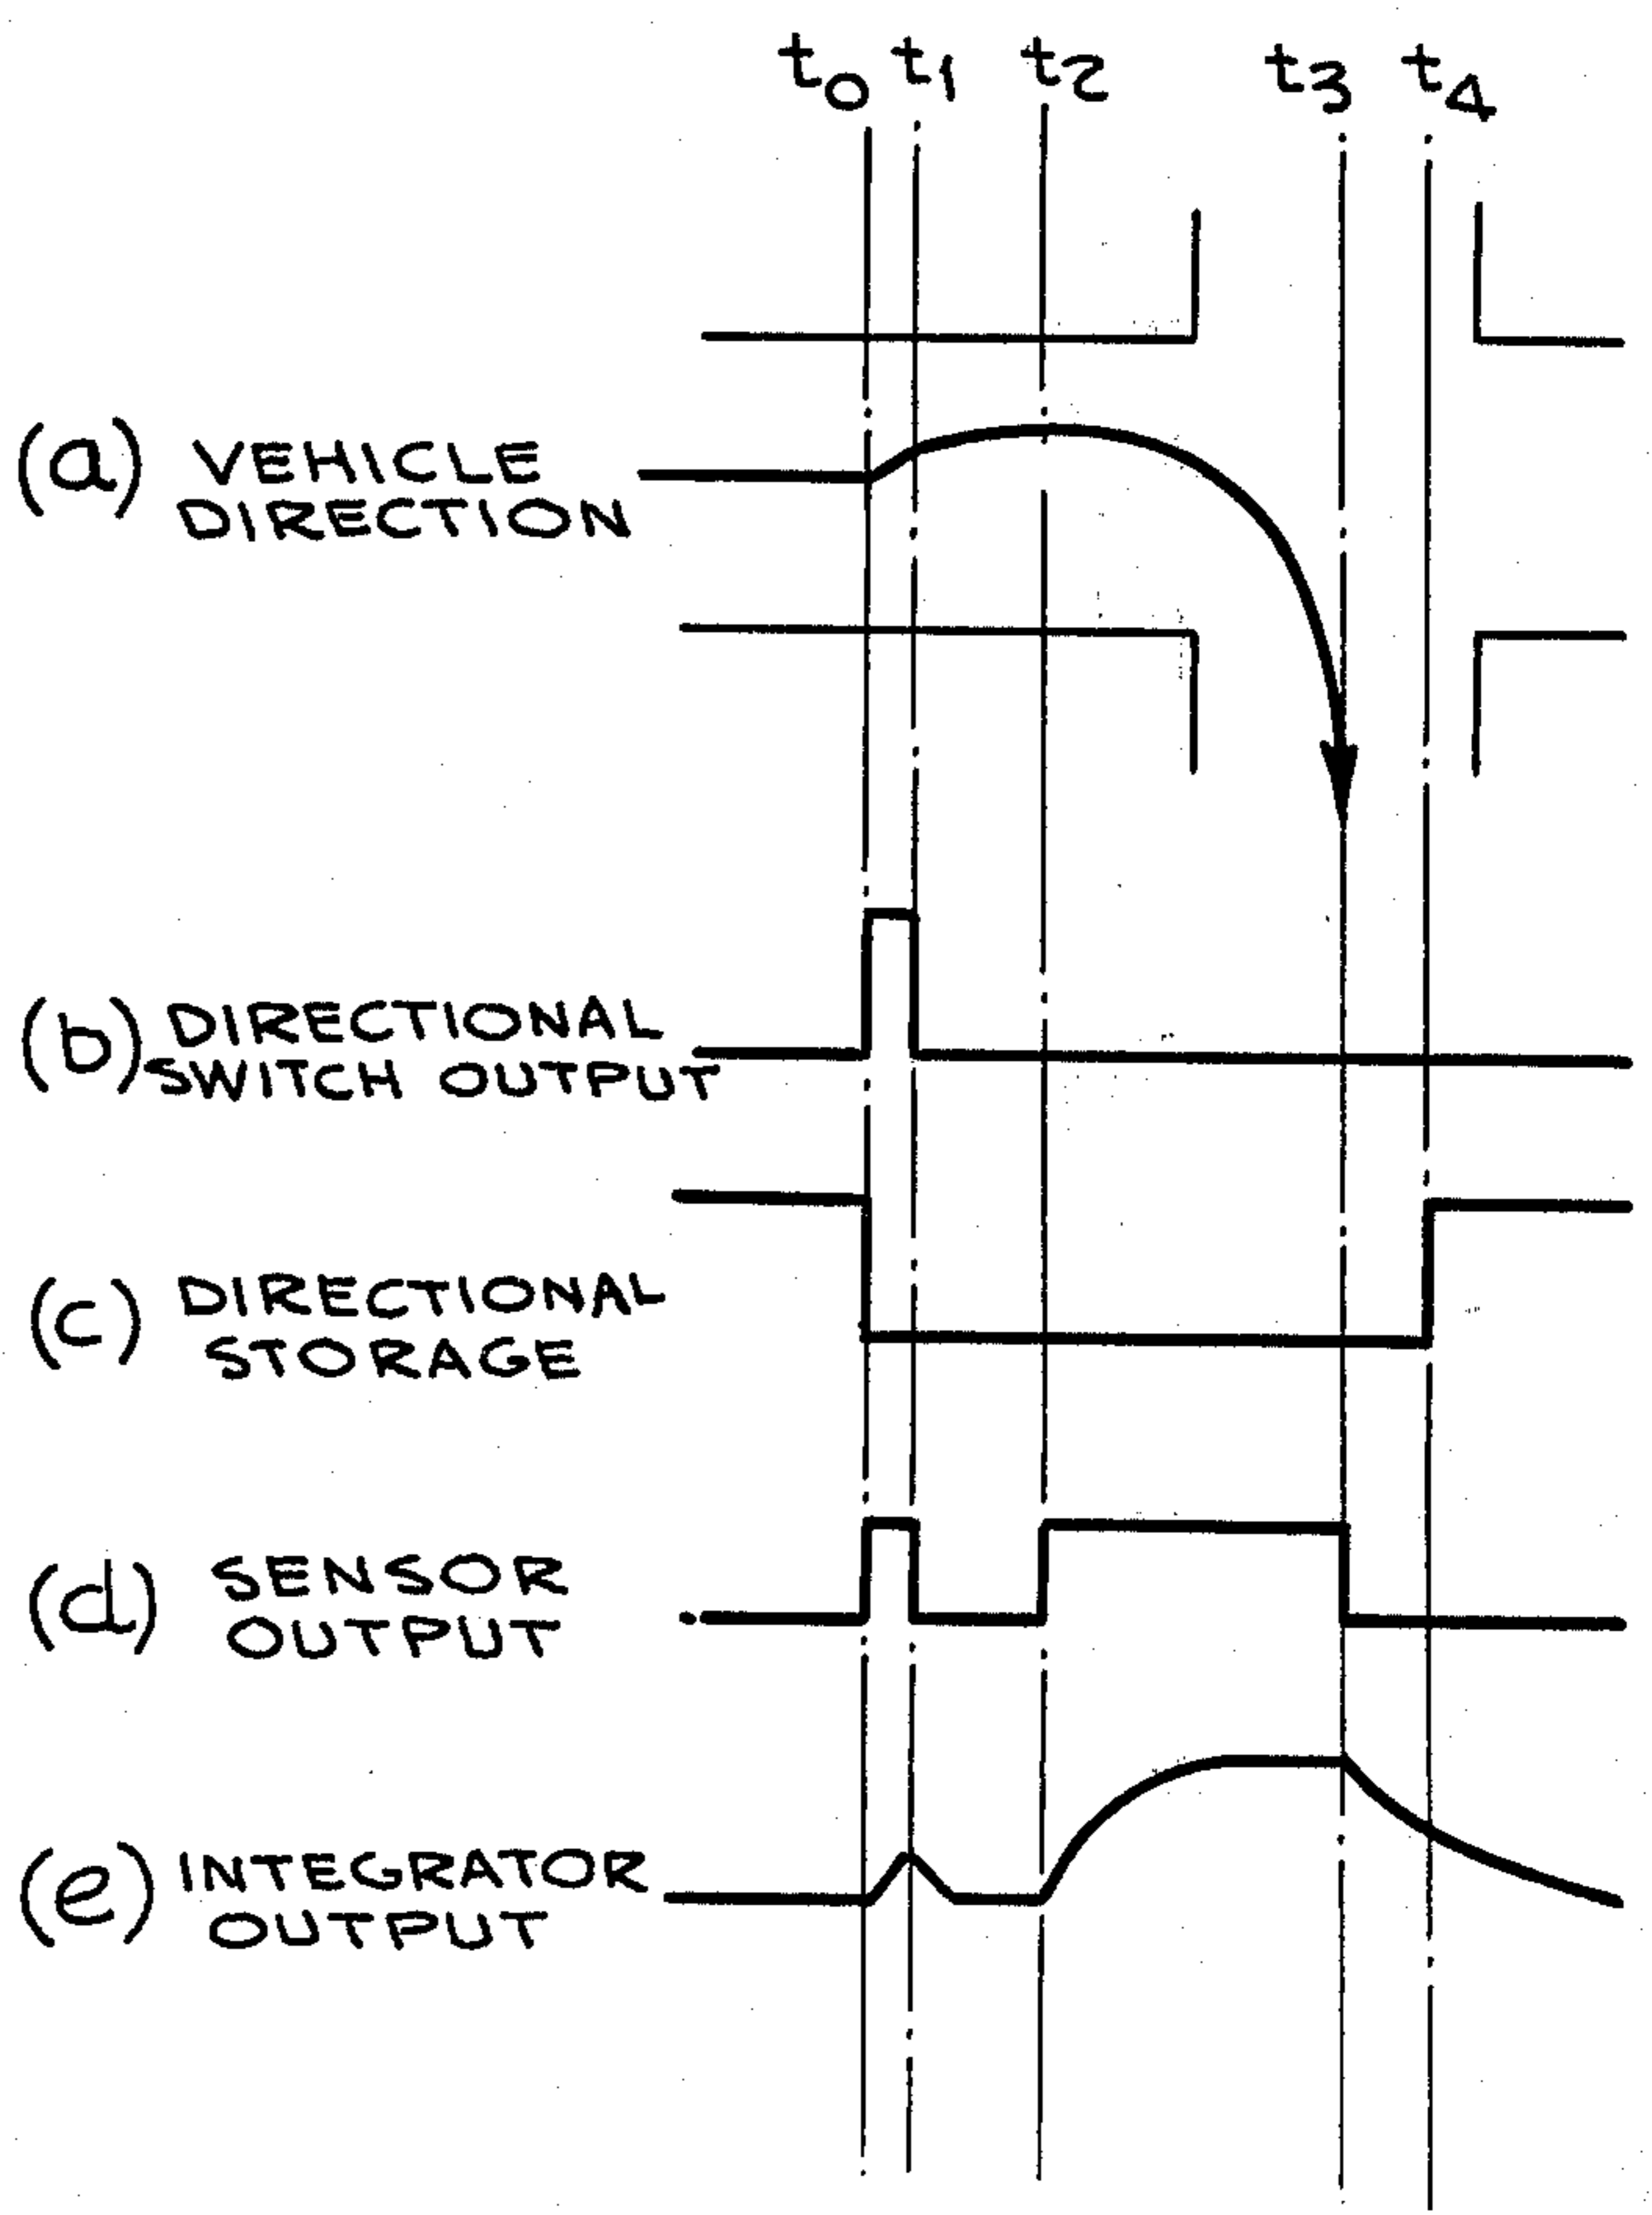 t0 t1 t2 t3 t4
(a) VEHICLE
DIRECTION
(b) DIRECTIONAL
SWITCH OUTPUT
(c) DIRECTIONAL
STORAGE
(d) SENSOR
OUTPUT
(e) INTEGRATOR
OUTPUT